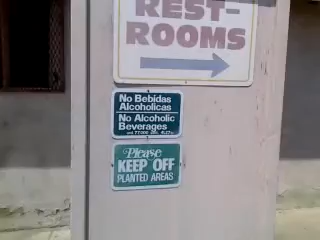 REST-
ROOMS
No Bebidas
Alcoholicas
No Alcoholic
Beverages
Please
KEEP OFF
PLANTED AREAS